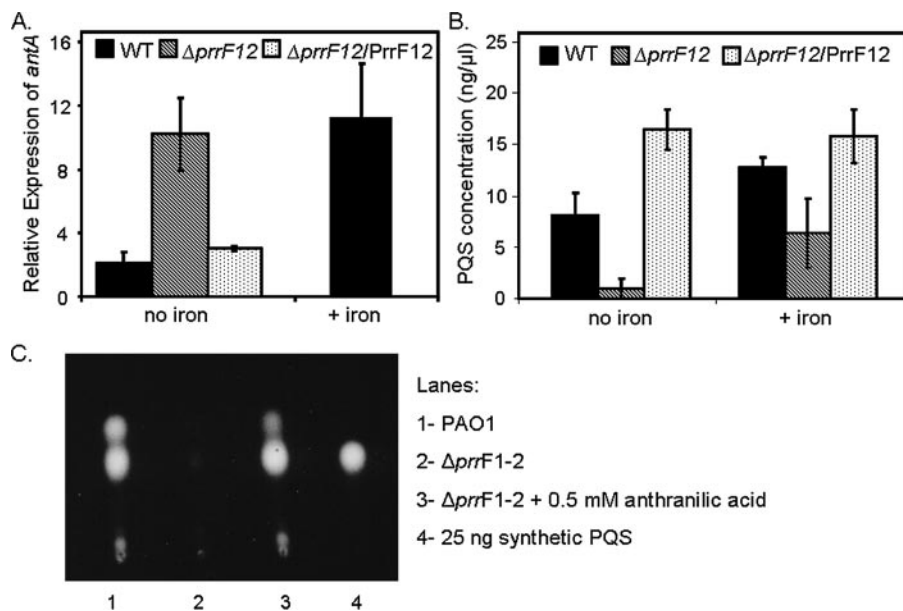 A.
WT ΔprrF12 ΔprrF12/PrrF12
Relative Expression of antA
16
12
8
4
0
no iron + iron
B.
WT ΔprrF12 ΔprrF12/PrrF12
PQS concentration (ng/µl)
20
15
10
5
0
no iron + iron
C.
1 2 3 4
Lanes:
1- PAO1
2- ΔprrF1-2
3- ΔprrF1-2 + 0.5 mM anthranilic acid
4- 25 ng synthetic PQS